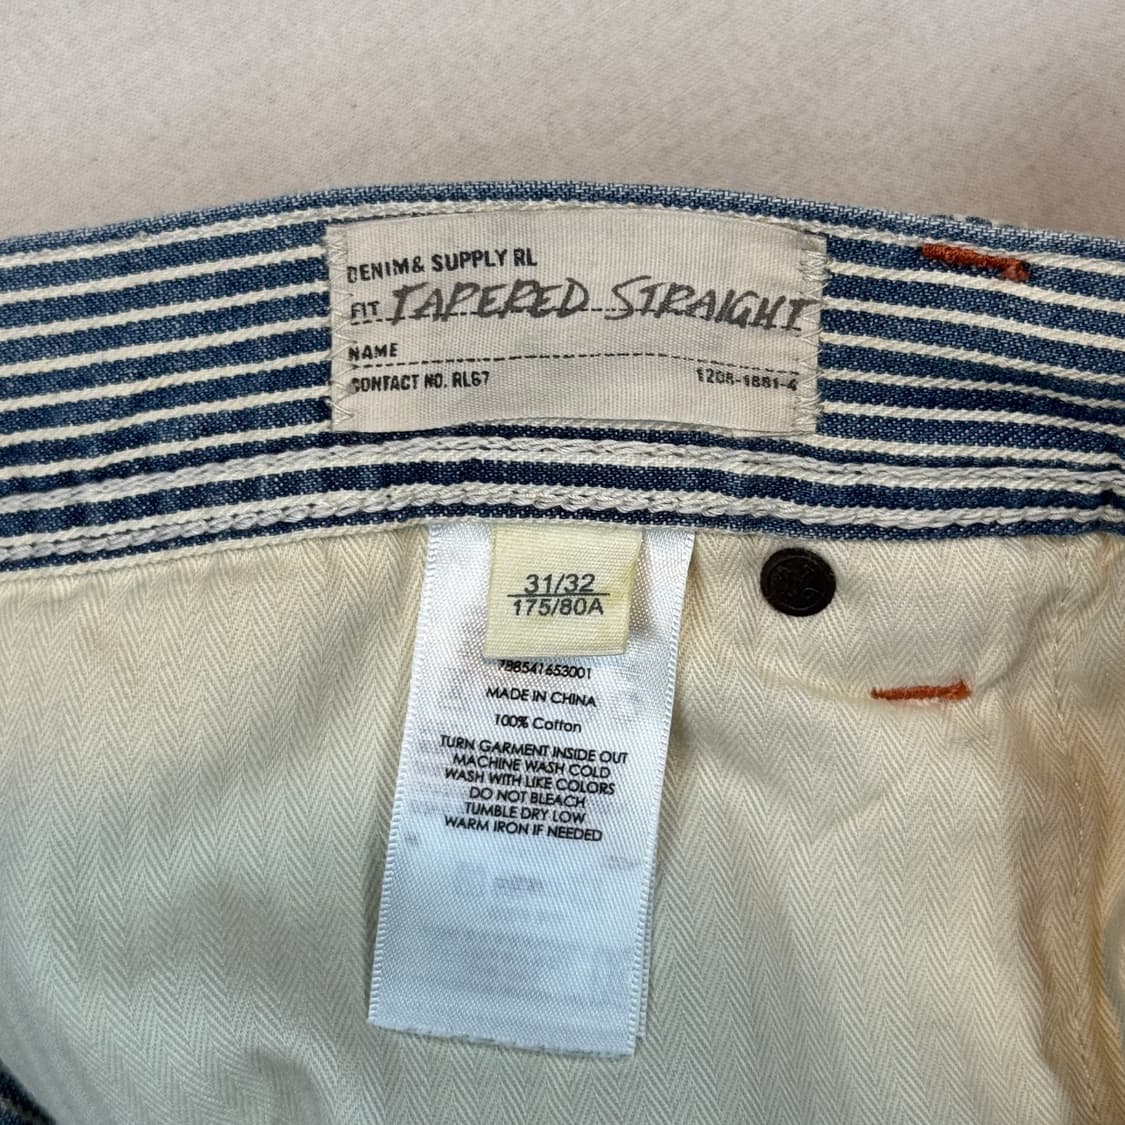 DENIM & SUPPLY RL
FIT TAPERED STRAIGHT
NAME
CONTACT NO. RL67 1208-1881-4
31/32
175/80A
788541653001
MADE IN CHINA
100% Cotton
TURN GARMENT INSIDE OUT
MACHINE WASH COLD
WASH WITH LIKE COLORS
DO NOT BLEACH
TUMBLE DRY LOW
WARM IRON IF NEEDED